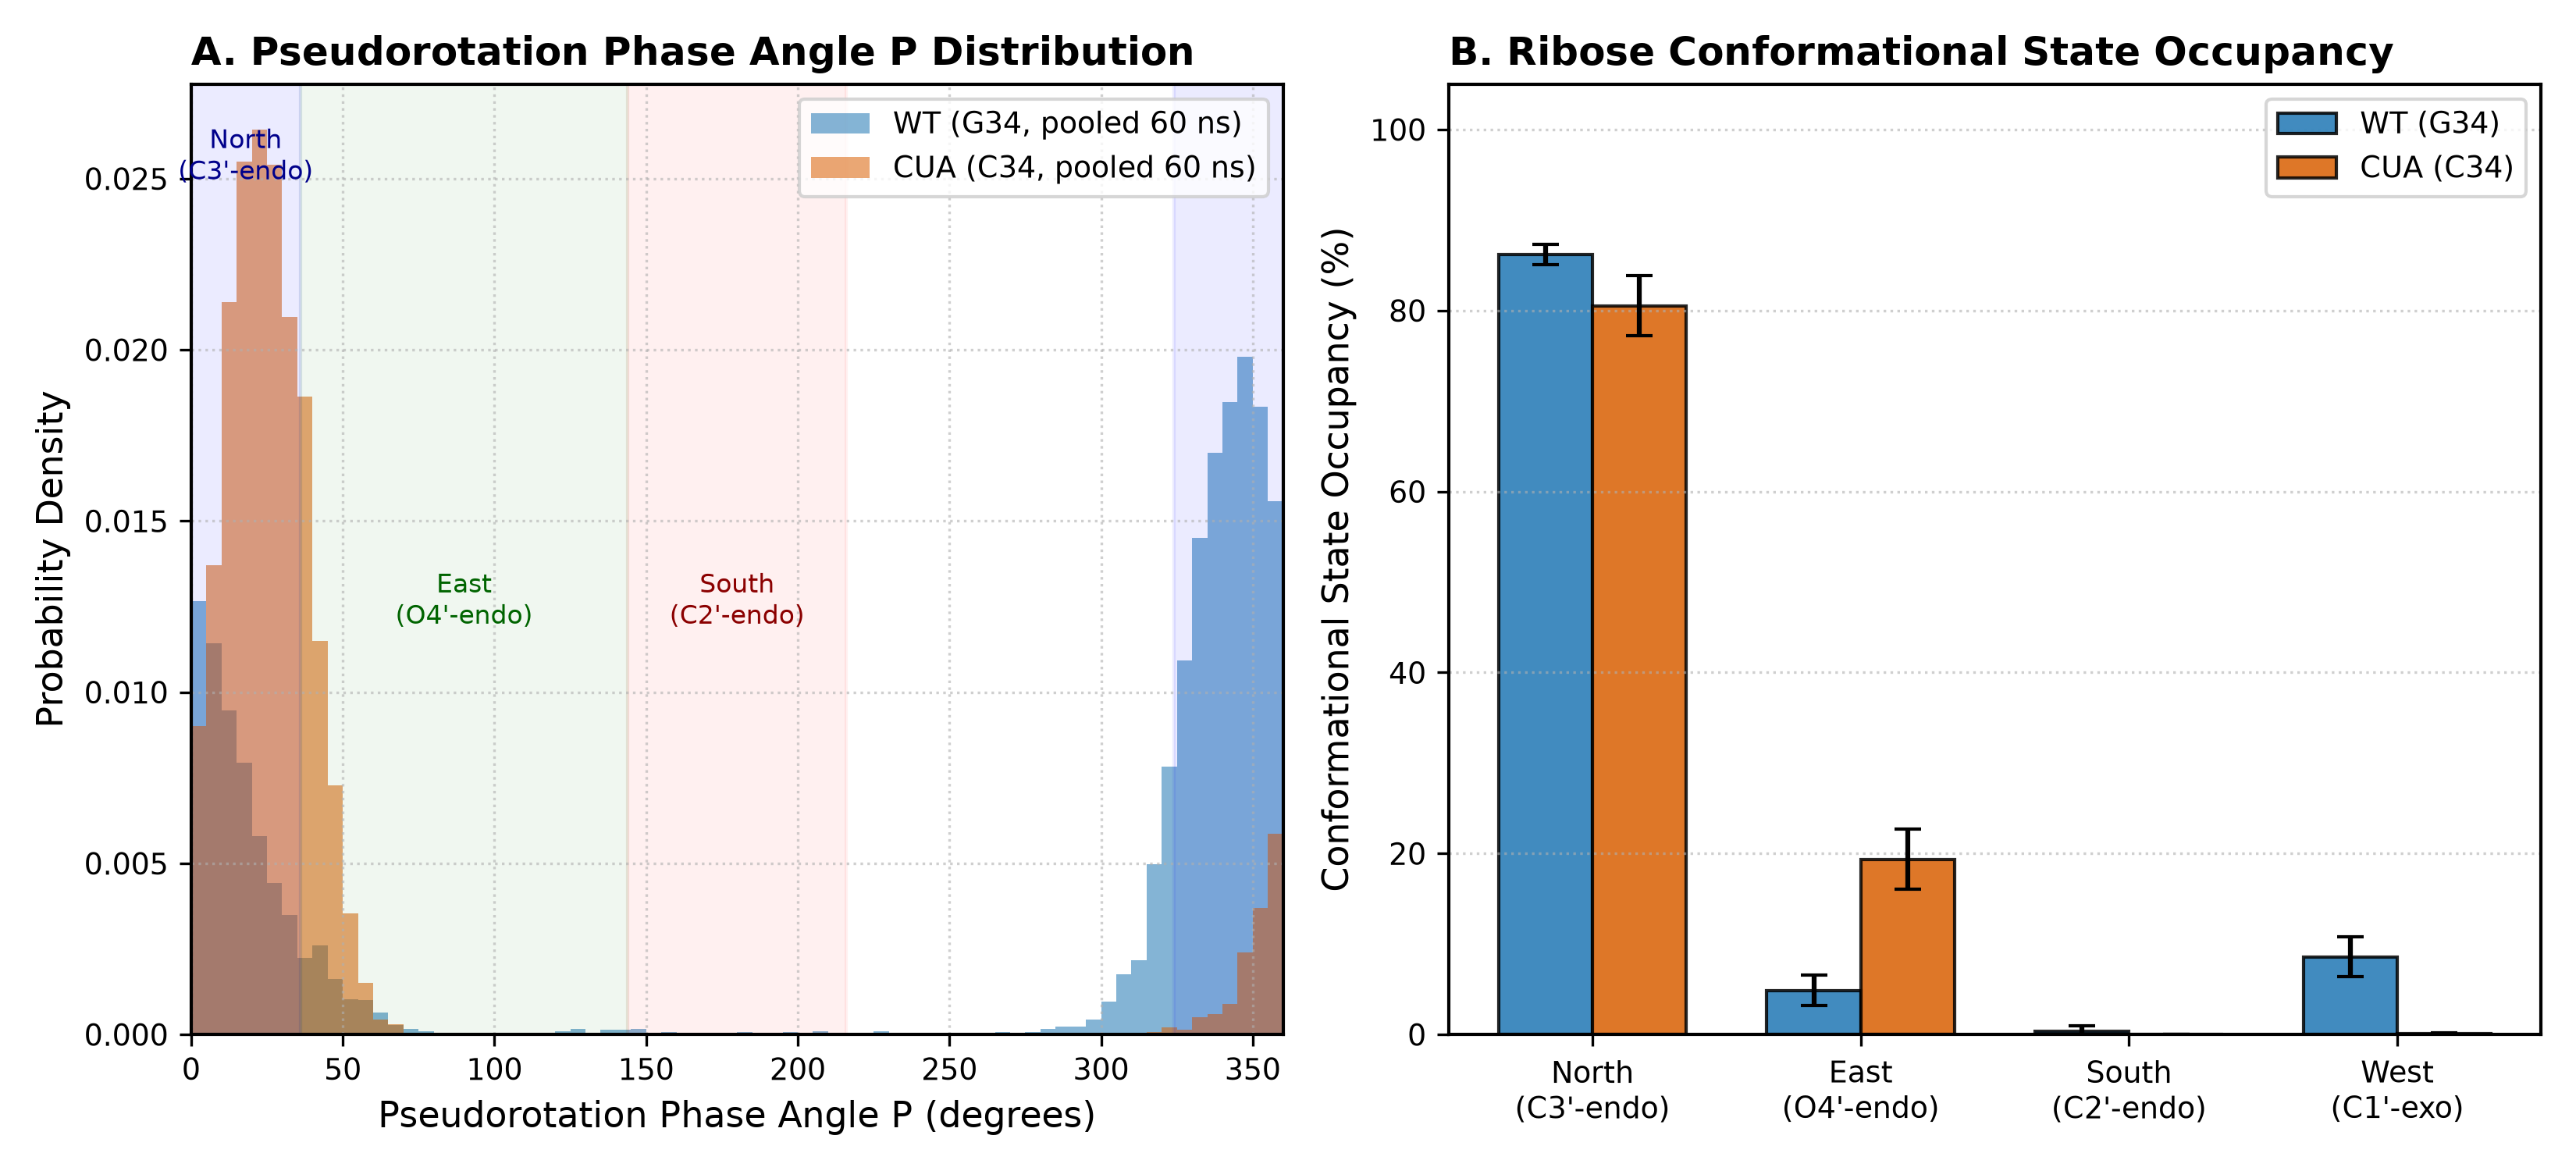 A. Pseudorotation Phase Angle P Distribution
North
(C3'-endo)
WT (G34, pooled 60 ns)
CUA (C34, pooled 60 ns)
East
(O4'-endo)
South
(C2'-endo)
Probability Density
0.025
0.020
0.015
0.010
0.005
0.000
0
50
100
150
200
250
300
350
Pseudorotation Phase Angle P (degrees)
B. Ribose Conformational State Occupancy
WT (G34)
CUA (C34)
Conformational State Occupancy (%)
100
80
60
40
20
0
North
(C3'-endo)
East
(O4'-endo)
South
(C2'-endo)
West
(C1'-exo)